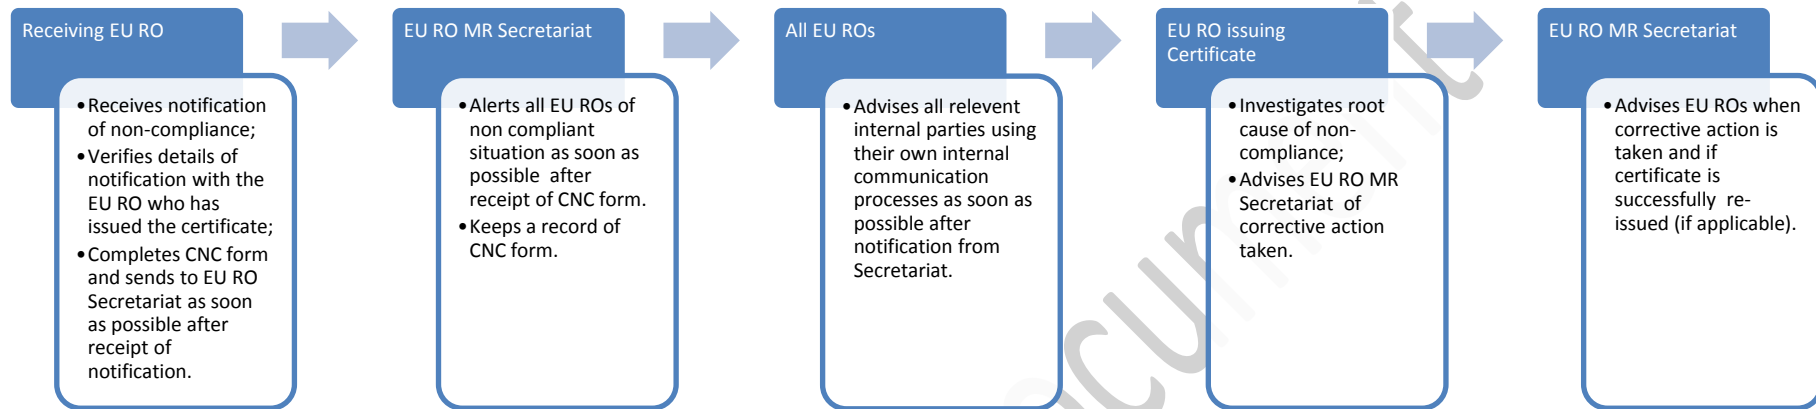 Receiving EU RO
•Receives notification
of non-compliance;
•Verifies details of
notification with the
EU RO who has
issued the certificate;
•Completes CNC form
and sends to EU RO
Secretariat as soon
as possible after
receipt of
notification.
EU RO MR Secretariat
•Alerts all EU ROs of
non compliant
situation as soon as
possible after
receipt of CNC form.
•Keeps a record of
CNC form.
All EU ROs
•Advises all relevent
internal parties using
their own internal
communication
processes as soon as
possible after
notification from
Secretariat.
EU RO issuing
Certificate
•Investigates root
cause of non-
compliance;
•Advises EU RO MR
Secretariat of
corrective action
taken.
EU RO MR Secretariat
•Advises EU ROs when
corrective action is
taken and if
certificate is
successfully re-
issued (if applicable).